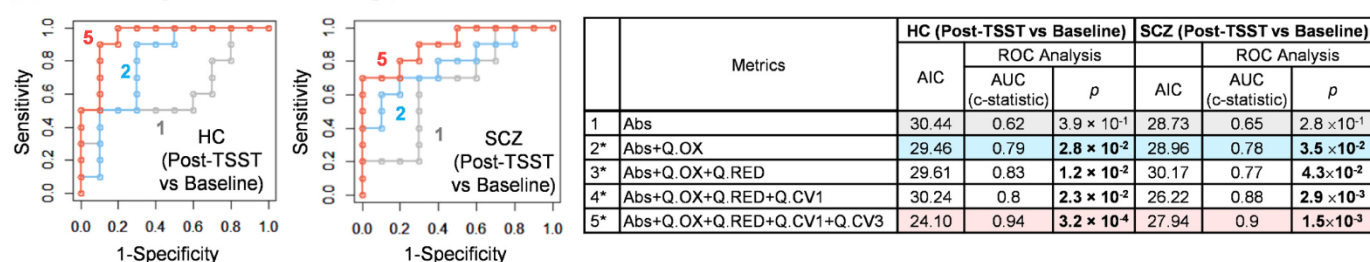 Sensitivity
1.0
0.8
0.6
0.4
0.2
0.0
5
2
1
HC
(Post-TSST
vs Baseline)
0.0 0.2 0.4 0.6 0.8 1.0
1-Specificity
Sensitivity
1.0
0.8
0.6
0.4
0.2
0.0
5
2
1
SCZ
(Post-TSST
vs Baseline)
0.0 0.2 0.4 0.6 0.8 1.0
1-Specificity
Metrics HC (Post-TSST vs Baseline) SCZ (Post-TSST vs Baseline)
AIC ROC Analysis AIC ROC Analysis
AUC (c-statistic) p AUC (c-statistic) p
1 Abs 30.44 0.62 3.9 × 10⁻¹ 28.73 0.65 2.8 ×10⁻¹
2* Abs+Q.OX 29.46 0.79 2.8 × 10⁻² 28.96 0.78 3.5 ×10⁻²
3* Abs+Q.OX+Q.RED 29.61 0.83 1.2 × 10⁻² 30.17 0.77 4.3×10⁻²
4* Abs+Q.OX+Q.RED+Q.CV1 30.24 0.8 2.3 × 10⁻² 26.22 0.88 2.9 ×10⁻³
5* Abs+Q.OX+Q.RED+Q.CV1+Q.CV3 24.10 0.94 3.2 × 10⁻⁴ 27.94 0.9 1.5×10⁻³